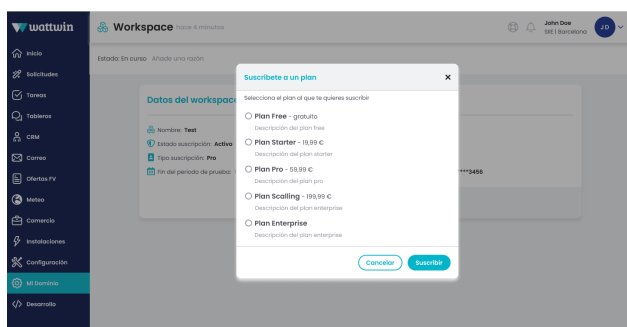 wattwin
Workspace hace 4 minutos
John Doe
SIE | Barcelona
JD
Inicio
Solicitudes
Tareas
Tableros
CRM
Correo
Ofertas FV
Meteo
Comercio
Instalaciones
Configuración
Mi Dominio
Desarrollo
Estado: En curso Añade una razón
Datos del workspace
Nombre: Test
Estado suscripción: Activo
Tipo suscripción: Pro
Fin del periodo de prueba:
***3456
Suscríbete a un plan
Selecciona el plan al que te quieres suscribir
Plan Free - gratuito
Descripción del plan free
Plan Starter - 19,99 €
Descripción del plan starter
Plan Pro - 59,99 €
Descripción del plan pro
Plan Scalling - 199,99 €
Descripción del plan enterprise
Plan Enterprise
Descripción del plan enterprise
Cancelar
Suscribir